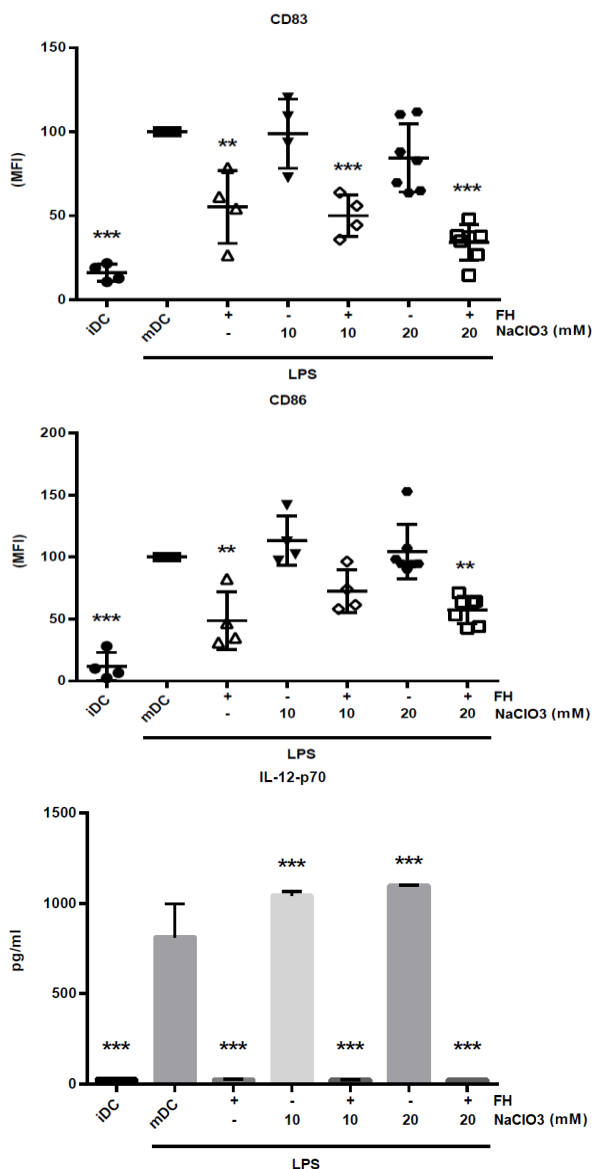 CD83
150
100
50
0
(MFI)
***
**
***
***
iDC
mDC
+ - + - + FH
- 10 10 20 20 NaClO3 (mM)
LPS
CD86
200
150
100
50
0
(MFI)
***
**
**
iDC
mDC
+ - + - + FH
- 10 10 20 20 NaClO3 (mM)
LPS
IL-12-p70
1500
1000
500
0
pg/ml
***
***
***
***
***
***
iDC
mDC
+ - + - + FH
- 10 10 20 20 NaClO3 (mM)
LPS